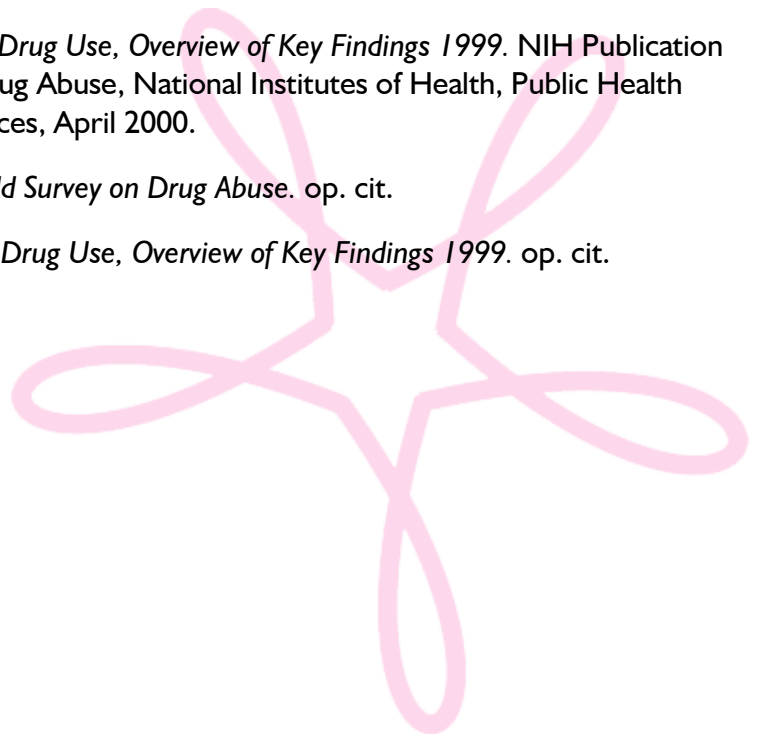 Drug Use, Overview of Key Findings 1999. NIH Publication
ug Abuse, National Institutes of Health, Public Health
ces, April 2000.
ld Survey on Drug Abuse. op. cit.
Drug Use, Overview of Key Findings 1999. op. cit.